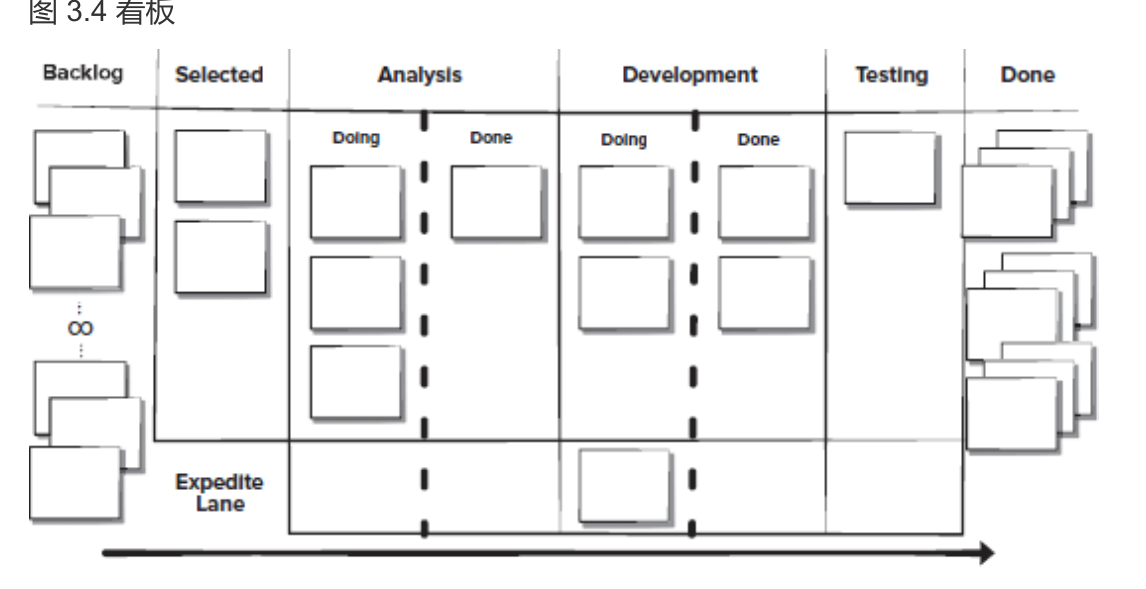 图 3.4 看板
Backlog
Selected
Analysis
Development
Testing
Done
Doing
Done
Doing
Done
∞
Expedite
Lane